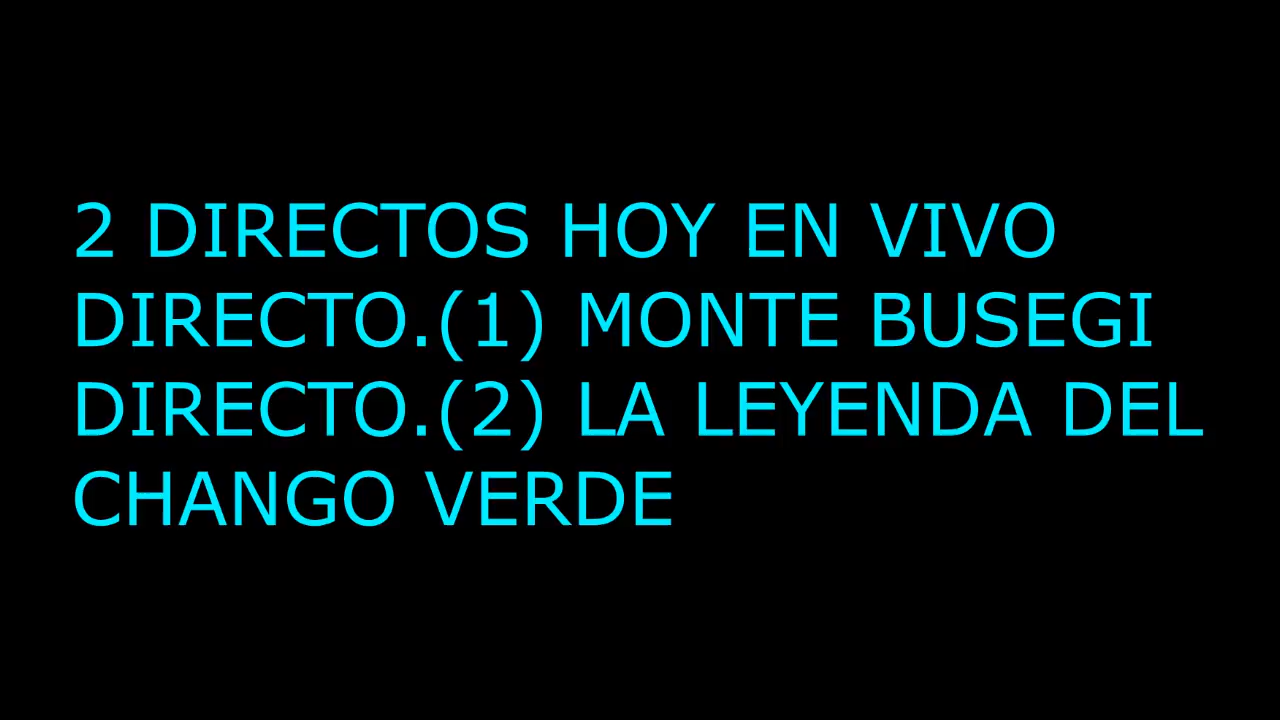 2 DIRECTOS HOY EN VIVO
DIRECTO.(1) MONTE BUSEGI
DIRECTO.(2) LA LEYENDA DEL
CHANGO VERDE